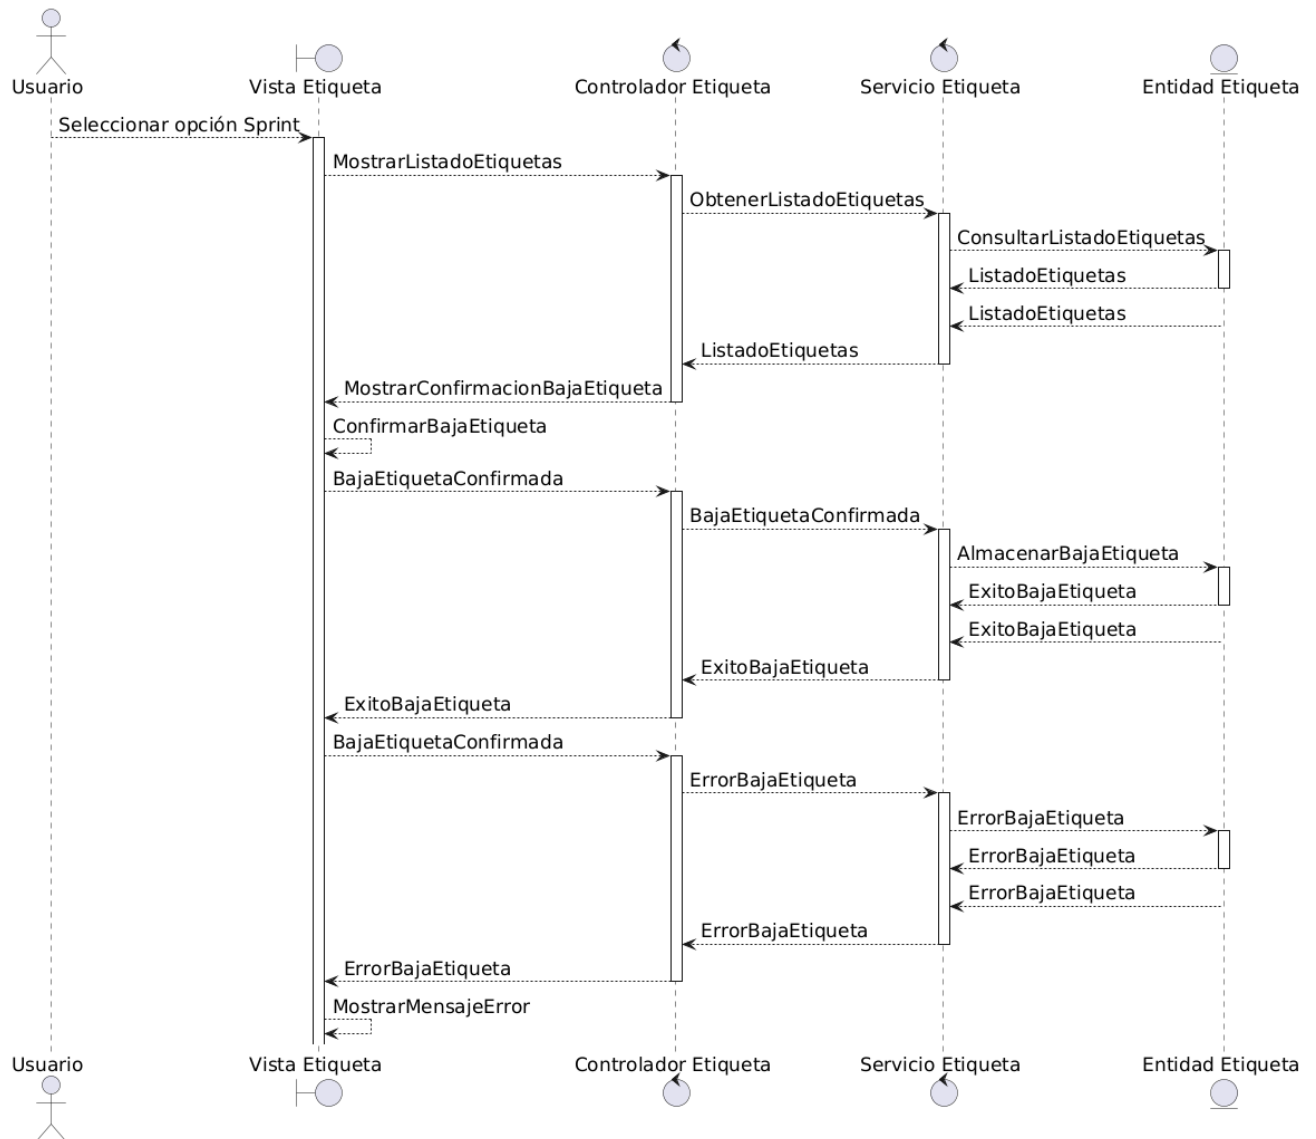 Usuario
Vista Etiqueta
Controlador Etiqueta
Servicio Etiqueta
Entidad Etiqueta
Seleccionar opción Sprint
MostrarListadoEtiquetas
ObtenerListadoEtiquetas
ConsultarListadoEtiquetas
ListadoEtiquetas
ListadoEtiquetas
ListadoEtiquetas
MostrarConfirmacionBajaEtiqueta
ConfirmarBajaEtiqueta
BajaEtiquetaConfirmada
BajaEtiquetaConfirmada
AlmacenarBajaEtiqueta
ExitoBajaEtiqueta
ExitoBajaEtiqueta
ExitoBajaEtiqueta
ExitoBajaEtiqueta
BajaEtiquetaConfirmada
ErrorBajaEtiqueta
ErrorBajaEtiqueta
ErrorBajaEtiqueta
ErrorBajaEtiqueta
ErrorBajaEtiqueta
ErrorBajaEtiqueta
MostrarMensajeError
Usuario
Vista Etiqueta
Controlador Etiqueta
Servicio Etiqueta
Entidad Etiqueta